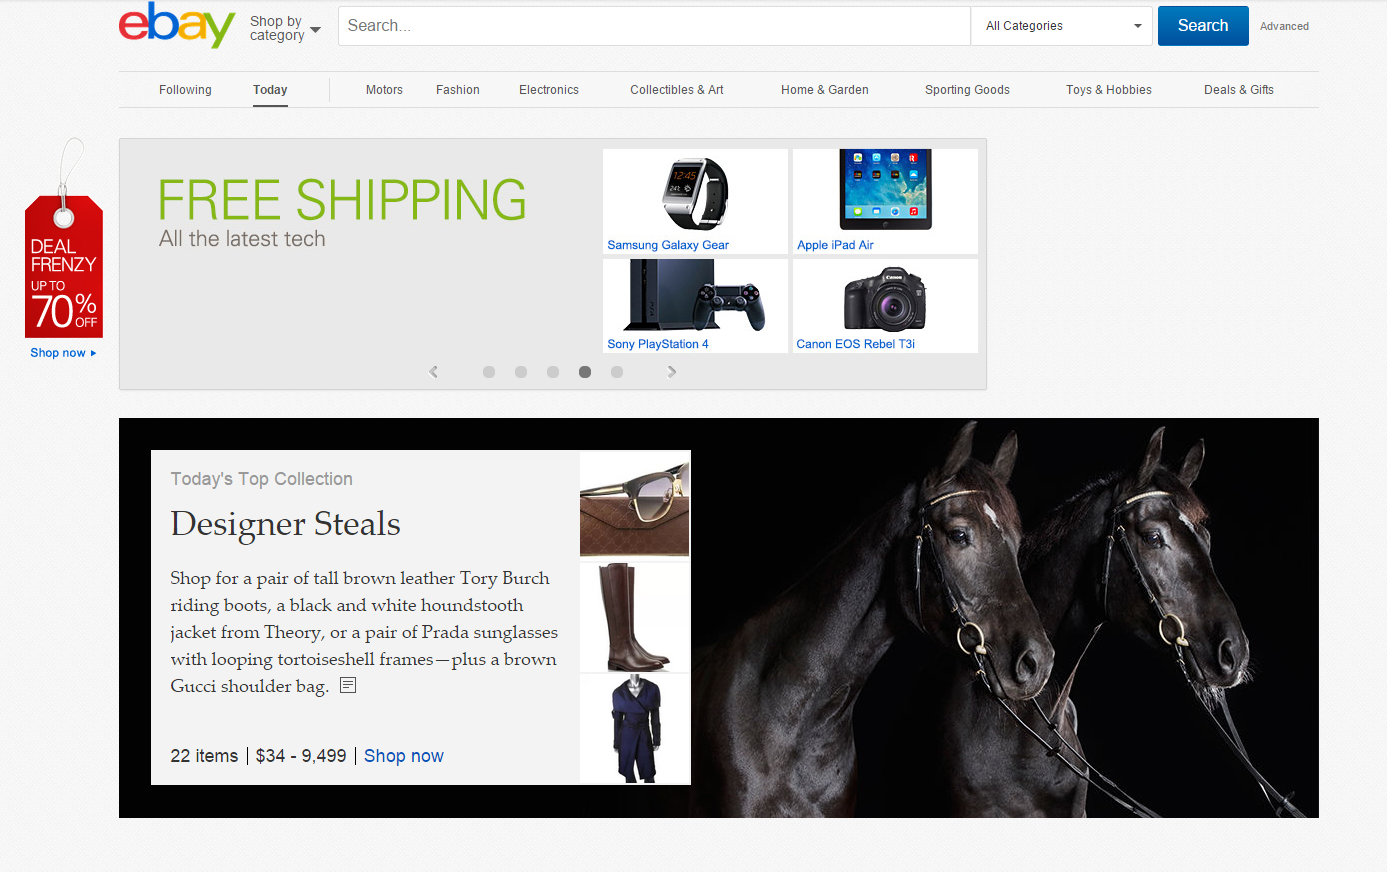 ebay
Shop by
category
Search...
All Categories
Search
Advanced
Following
Today
Motors
Fashion
Electronics
Collectibles & Art
Home & Garden
Sporting Goods
Toys & Hobbies
Deals & Gifts
DEAL
FRENZY
UP TO
70%
OFF
Shop now
FREE SHIPPING
All the latest tech
Samsung Galaxy Gear
Apple iPad Air
Sony PlayStation 4
Canon EOS Rebel T3i
Today's Top Collection
Designer Steals
Shop for a pair of tall brown leather Tory Burch
riding boots, a black and white houndstooth
jacket from Theory, or a pair of Prada sunglasses
with looping tortoiseshell frames—plus a brown
Gucci shoulder bag.
22 items | $34 - 9,499 | Shop now